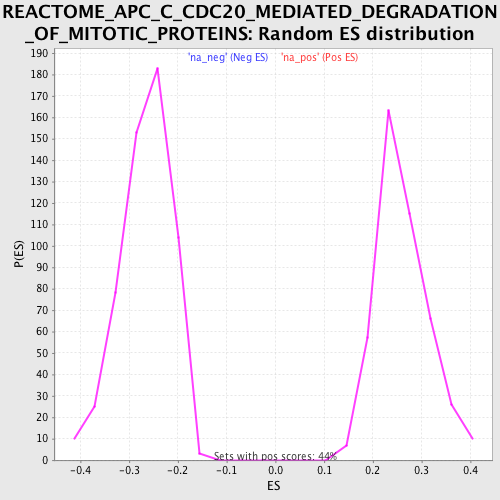 REACTOME_APC_C_CDC20_MEDIATED_DEGRADATION
_OF_MITOTIC_PROTEINS: Random ES distribution
'na_neg' (Neg ES) 'na_pos' (Pos ES)
190
180
170
160
150
140
130
120
110
100
90
80
70
60
50
40
30
20
10
0
P(ES)
Sets with pos scores: 44%
-0.4 -0.3 -0.2 -0.1 0.0 0.1 0.2 0.3 0.4
ES